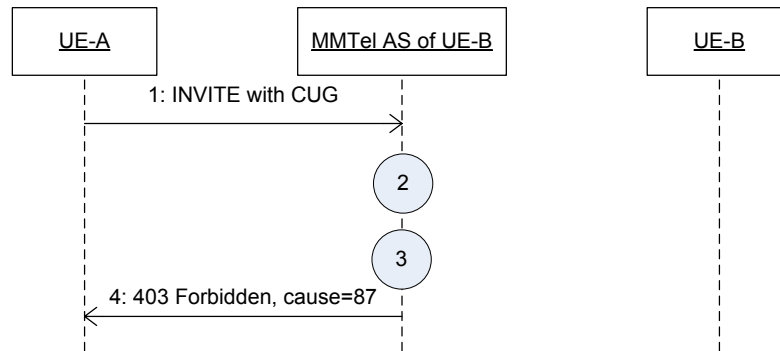 UE-A
MMTel AS of UE-B
UE-B
1: INVITE with CUG
2
3
4: 403 Forbidden, cause=87